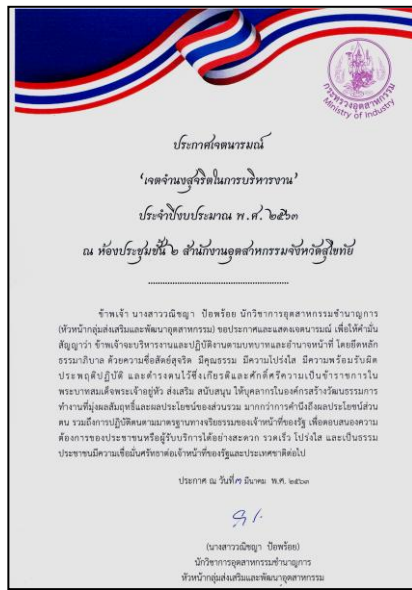 กระทรวงอุตสาหกรรม
Ministry of Industry
ประกาศเจตนารมณ์
‘เจตจำนงสุจริตในการบริหารงาน’
ประจำปีงบประมาณ พ.ศ. ๒๕๖๓
ณ ห้องประชุมชั้น ๒ สำนักงานอุตสาหกรรมจังหวัดสุโขทัย
ข้าพเจ้า นางสาววณิชญา ป้อพร้อย นักวิชาการอุตสาหกรรมชำนาญการ
(หัวหน้ากลุ่มส่งเสริมและพัฒนาอุตสาหกรรม) ขอประกาศและแสดงเจตนารมณ์ เพื่อให้คำมั่น
สัญญาว่า ข้าพเจ้าจะบริหารงานและปฏิบัติงานตามบทบาทและอำนาจหน้าที่ โดยยึดหลัก
ธรรมาภิบาล ด้วยความซื่อสัตย์สุจริต มีคุณธรรม มีความโปร่งใส มีความพร้อมรับผิด
ประพฤติปฏิบัติ และดำรงตนไว้ซึ่งเกียรติและศักดิ์ศรีความเป็นข้าราชการใน
พระบาทสมเด็จพระเจ้าอยู่หัว ส่งเสริม สนับสนุน ให้บุคลากรในองค์กรสร้างวัฒนธรรมการ
ทำงานที่มุ่งผลสัมฤทธิ์และผลประโยชน์ของส่วนรวม มากกว่าการคำนึงถึงผลประโยชน์ส่วน
ตน รวมถึงการปฏิบัติตนตามมาตรฐานทางจริยธรรมของเจ้าหน้าที่ของรัฐ เพื่อตอบสนองความ
ต้องการของประชาชนหรือผู้รับบริการได้อย่างสะดวก รวดเร็ว โปร่งใส และเป็นธรรม
ประชาชนมีความเชื่อมั่นศรัทธาต่อเจ้าหน้าที่ของรัฐและประเทศชาติต่อไป
ประกาศ ณ วันที่ มีนาคม พ.ศ. ๒๕๖๓
(นางสาววณิชญา ป้อพร้อย)
นักวิชาการอุตสาหกรรมชำนาญการ
หัวหน้ากลุ่มส่งเสริมและพัฒนาอุตสาหกรรม